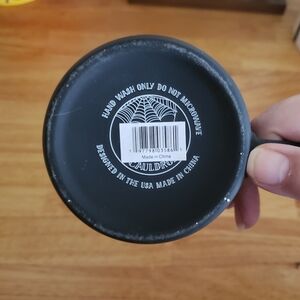 HAND WASH ONLY DO NOT MICROWAVE
Made in China
DESIGNED IN THE USA MADE IN CHINA